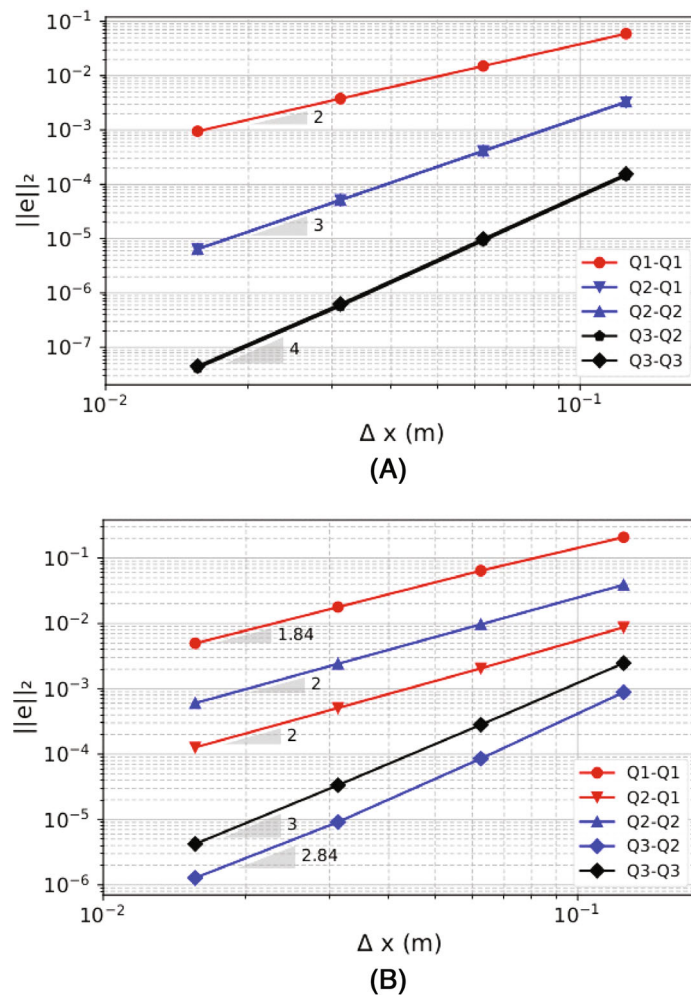 10⁻¹
10⁻²
10⁻³
10⁻⁴
10⁻⁵
10⁻⁶
10⁻⁷
||e||₂
2
3
4
Q1-Q1
Q2-Q1
Q2-Q2
Q3-Q2
Q3-Q3
10⁻² 10⁻¹
Δ x (m)
(A)
10⁻¹
10⁻²
10⁻³
10⁻⁴
10⁻⁵
10⁻⁶
||e||₂
1.84
2
2
3
2.84
Q1-Q1
Q2-Q1
Q2-Q2
Q3-Q2
Q3-Q3
10⁻² 10⁻¹
Δ x (m)
(B)